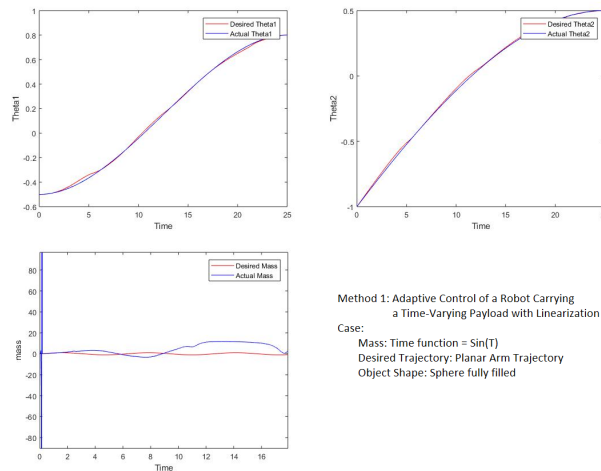 1
0.8
0.6
0.4
0.2
0
-0.2
-0.4
-0.6
Theta1
Desired Theta1
Actual Theta1
0 5 10 15 20 25
Time
0.5
0
-0.5
-1
Theta2
Desired Theta2
Actual Theta2
0 5 10 15 20 25
Time
80
60
40
20
0
-20
-40
-60
-80
mass
Desired Mass
Actual Mass
0 2 4 6 8 10 12 14 16
Time
Method 1: Adaptive Control of a Robot Carrying
a Time-Varying Payload with Linearization
Case:
Mass: Time function = Sin(T)
Desired Trajectory: Planar Arm Trajectory
Object Shape: Sphere fully filled